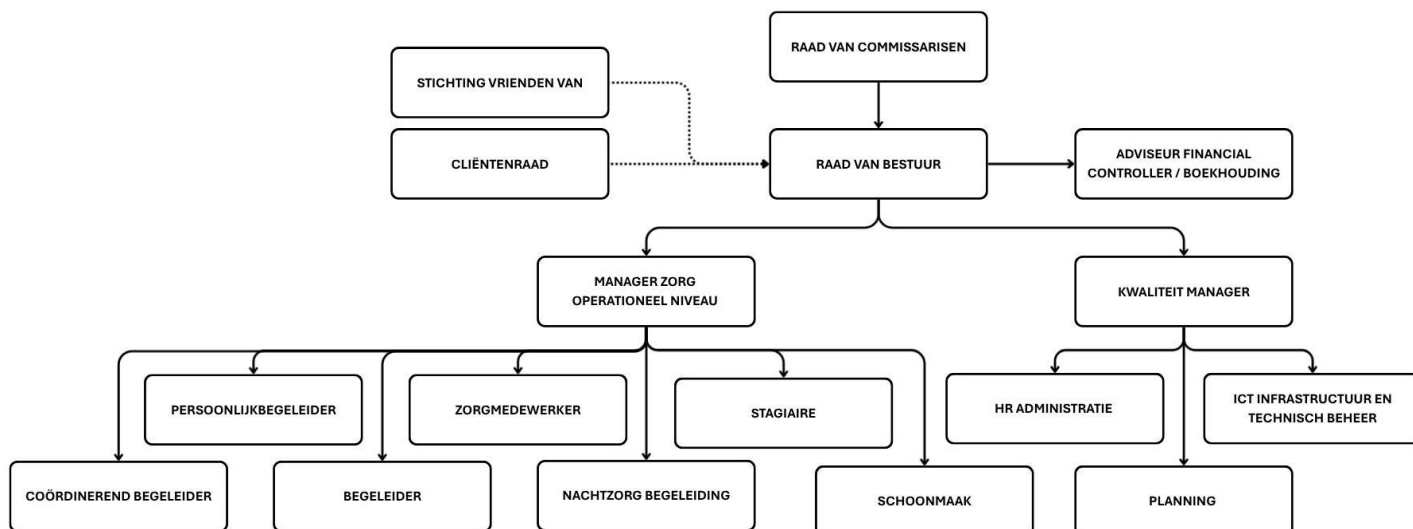 RAAD VAN COMMISSARISEN
STICHTING VRIENDEN VAN
CLIËNTENRAAD
RAAD VAN BESTUUR
ADVISEUR FINANCIAL
CONTROLLER / BOEKHOUDING
MANAGER ZORG
OPERATIONEEL NIVEAU
KWALITEIT MANAGER
PERSOONLIJKBEGELEIDER
ZORGMEDEWERKER
STAGIAIRE
HR ADMINISTRATIE
ICT INFRASTRUCTUUR EN
TECHNISCH BEHEER
COÖRDINEREND BEGELEIDER
BEGELEIDER
NACHTZORG BEGELEIDING
SCHOONMAAK
PLANNING